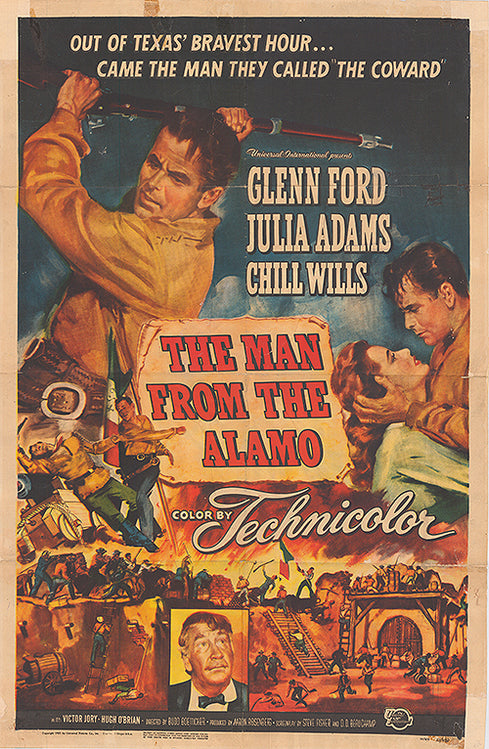 OUT OF TEXAS' BRAVEST HOUR...
CAME THE MAN THEY CALLED "THE COWARD"
Universal-International presents
GLENN FORD
JULIA ADAMS
CHILL WILLS
THE MAN
FROM THE
ALAMO
COLOR BY Technicolor
with VICTOR JORY · HUGH O'BRIAN · DIRECTED BY BUDD BOETTICHER · PRODUCED BY AARON ROSENBERG · SCREENPLAY BY STEVE FISHER AND D.D. BEAUCHAMP